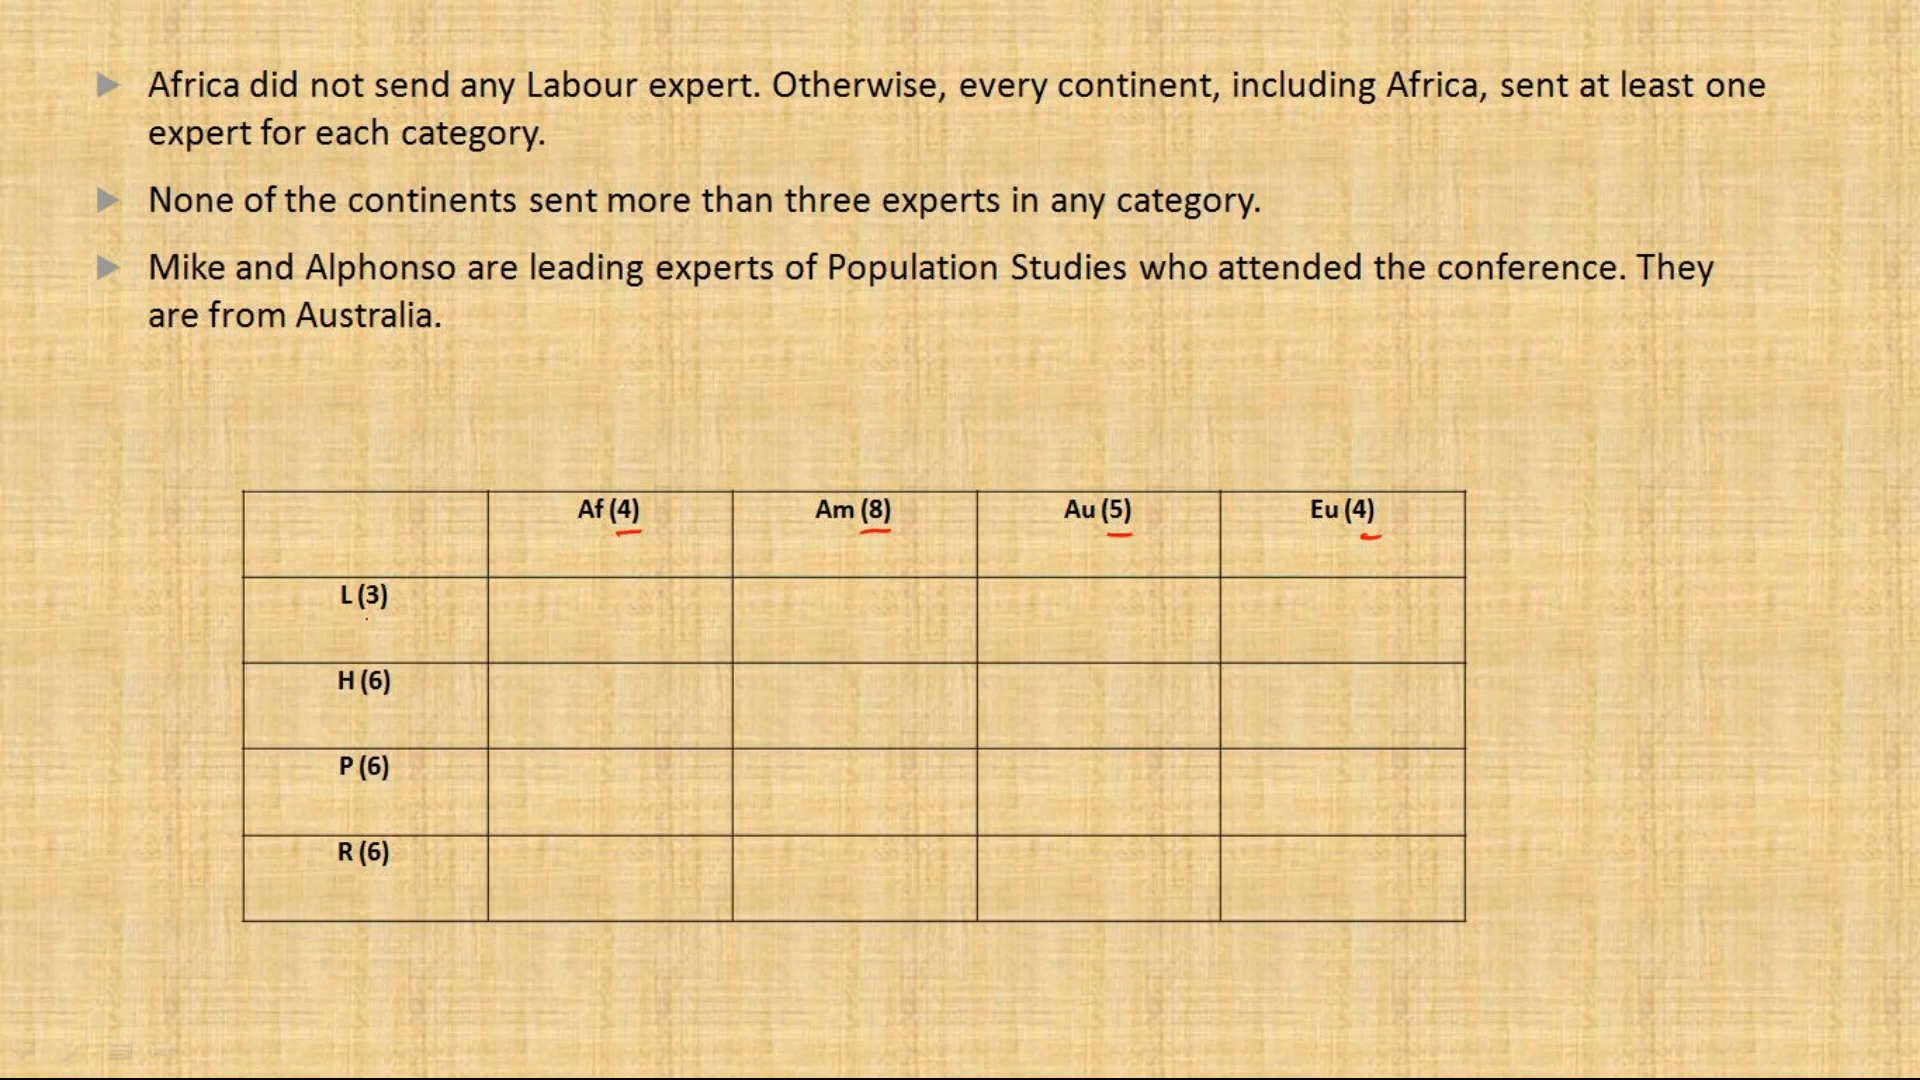 Africa did not send any Labour expert. Otherwise, every continent, including Africa, sent at least one
expert for each category.
None of the continents sent more than three experts in any category.
Mike and Alphonso are leading experts of Population Studies who attended the conference. They
are from Australia.
Af (4) Am (8) Au (5) Eu (4)
L (3)
H (6)
P (6)
R (6)